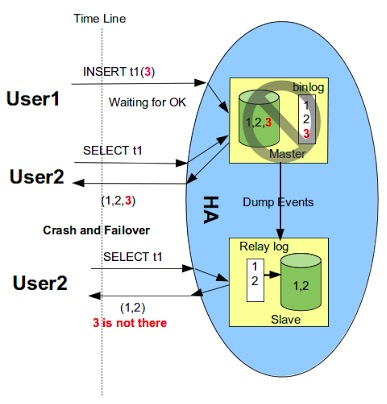 Time Line
INSERT t1(3)
User1
Waiting for OK
binlog
1
2
3
1,2,3
Master
SELECT t1
User2
(1,2,3)
HA
Dump Events
Crash and Failover
Relay log
SELECT t1
1
2
1,2
User2
(1,2)
Slave
3 is not there